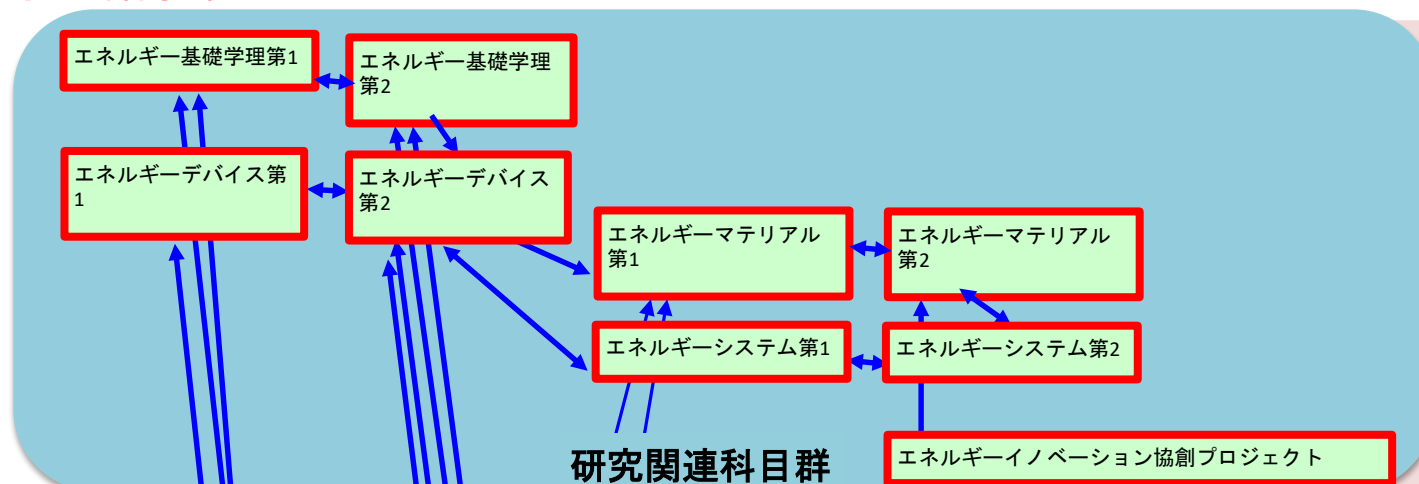 エネルギー基礎学理第1
エネルギー基礎学理
第2
エネルギーデバイス第
1
エネルギーデバイス
第2
エネルギーマテリアル
第1
エネルギーマテリアル
第2
エネルギーシステム第1
エネルギーシステム第2
研究関連科目群
エネルギーイノベーション協創プロジェクト